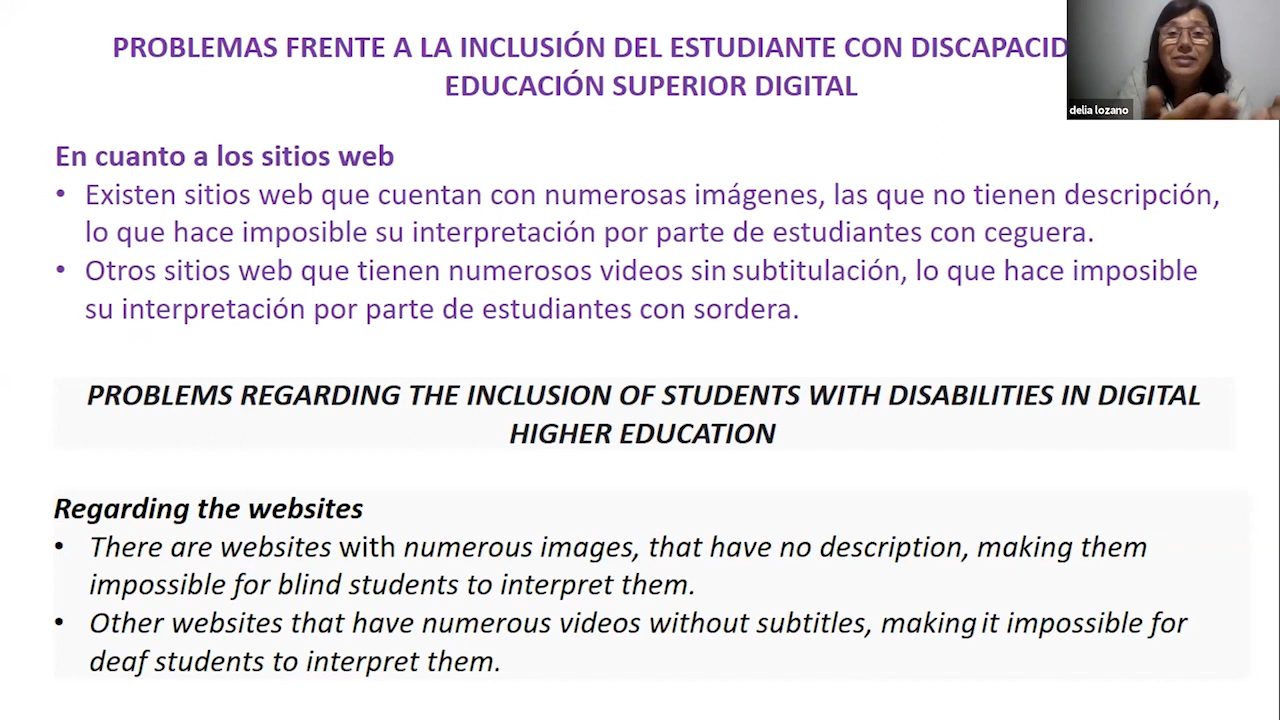 PROBLEMAS FRENTE A LA INCLUSIÓN DEL ESTUDIANTE CON
EDUCACIÓN SUPERIOR DIGITAL
delia lozano
En cuanto a los sitios web
• Existen sitios web que cuentan con numerosas imágenes, las que no tienen descripción,
lo que hace imposible su interpretación por parte de estudiantes con ceguera.
• Otros sitios web que tienen numerosos videos sin subtitulación, lo que hace imposible
su interpretación por parte de estudiantes con sordera.
PROBLEMS REGARDING THE INCLUSION OF STUDENTS WITH DISABILITIES IN DIGITAL
HIGHER EDUCATION
Regarding the websites
• There are websites with numerous images, that have no description, making them
impossible for blind students to interpret them.
• Other websites that have numerous videos without subtitles, making it impossible for
deaf students to interpret them.